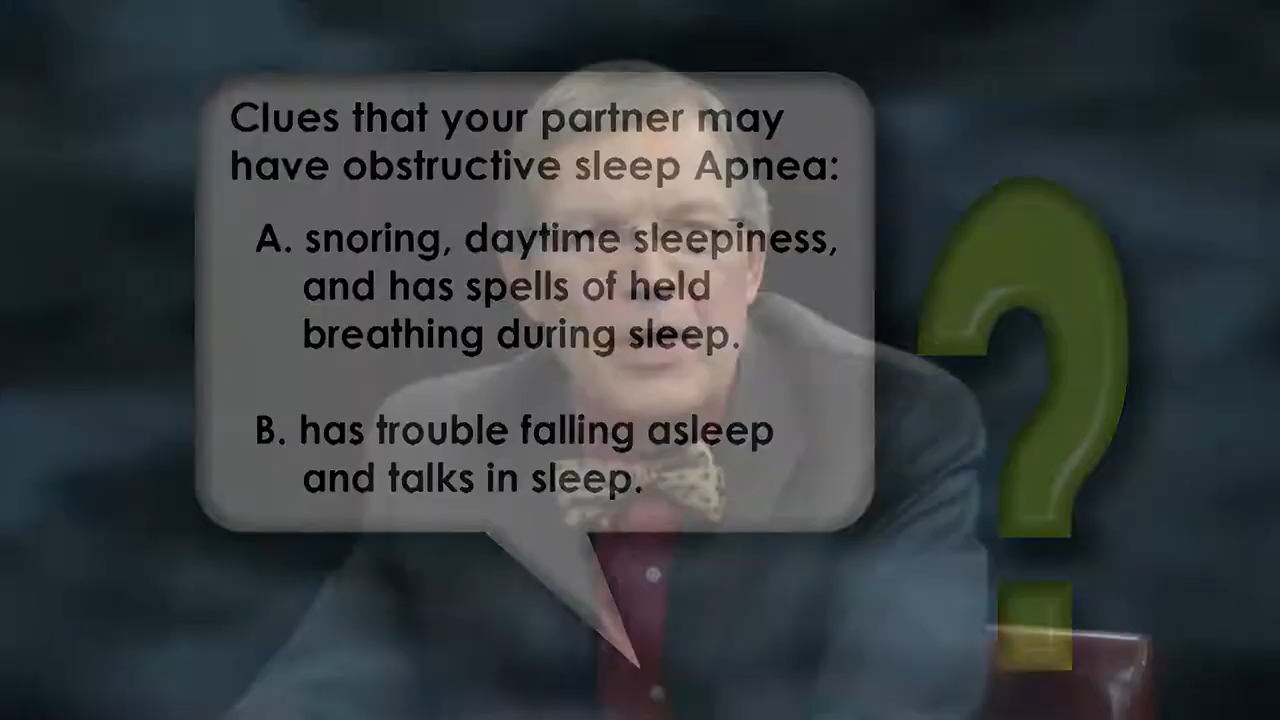 Clues that your partner may
have obstructive sleep Apnea:
A. snoring, daytime sleepiness,
and has spells of held
breathing during sleep.
B. has trouble falling asleep
and talks in sleep.
?